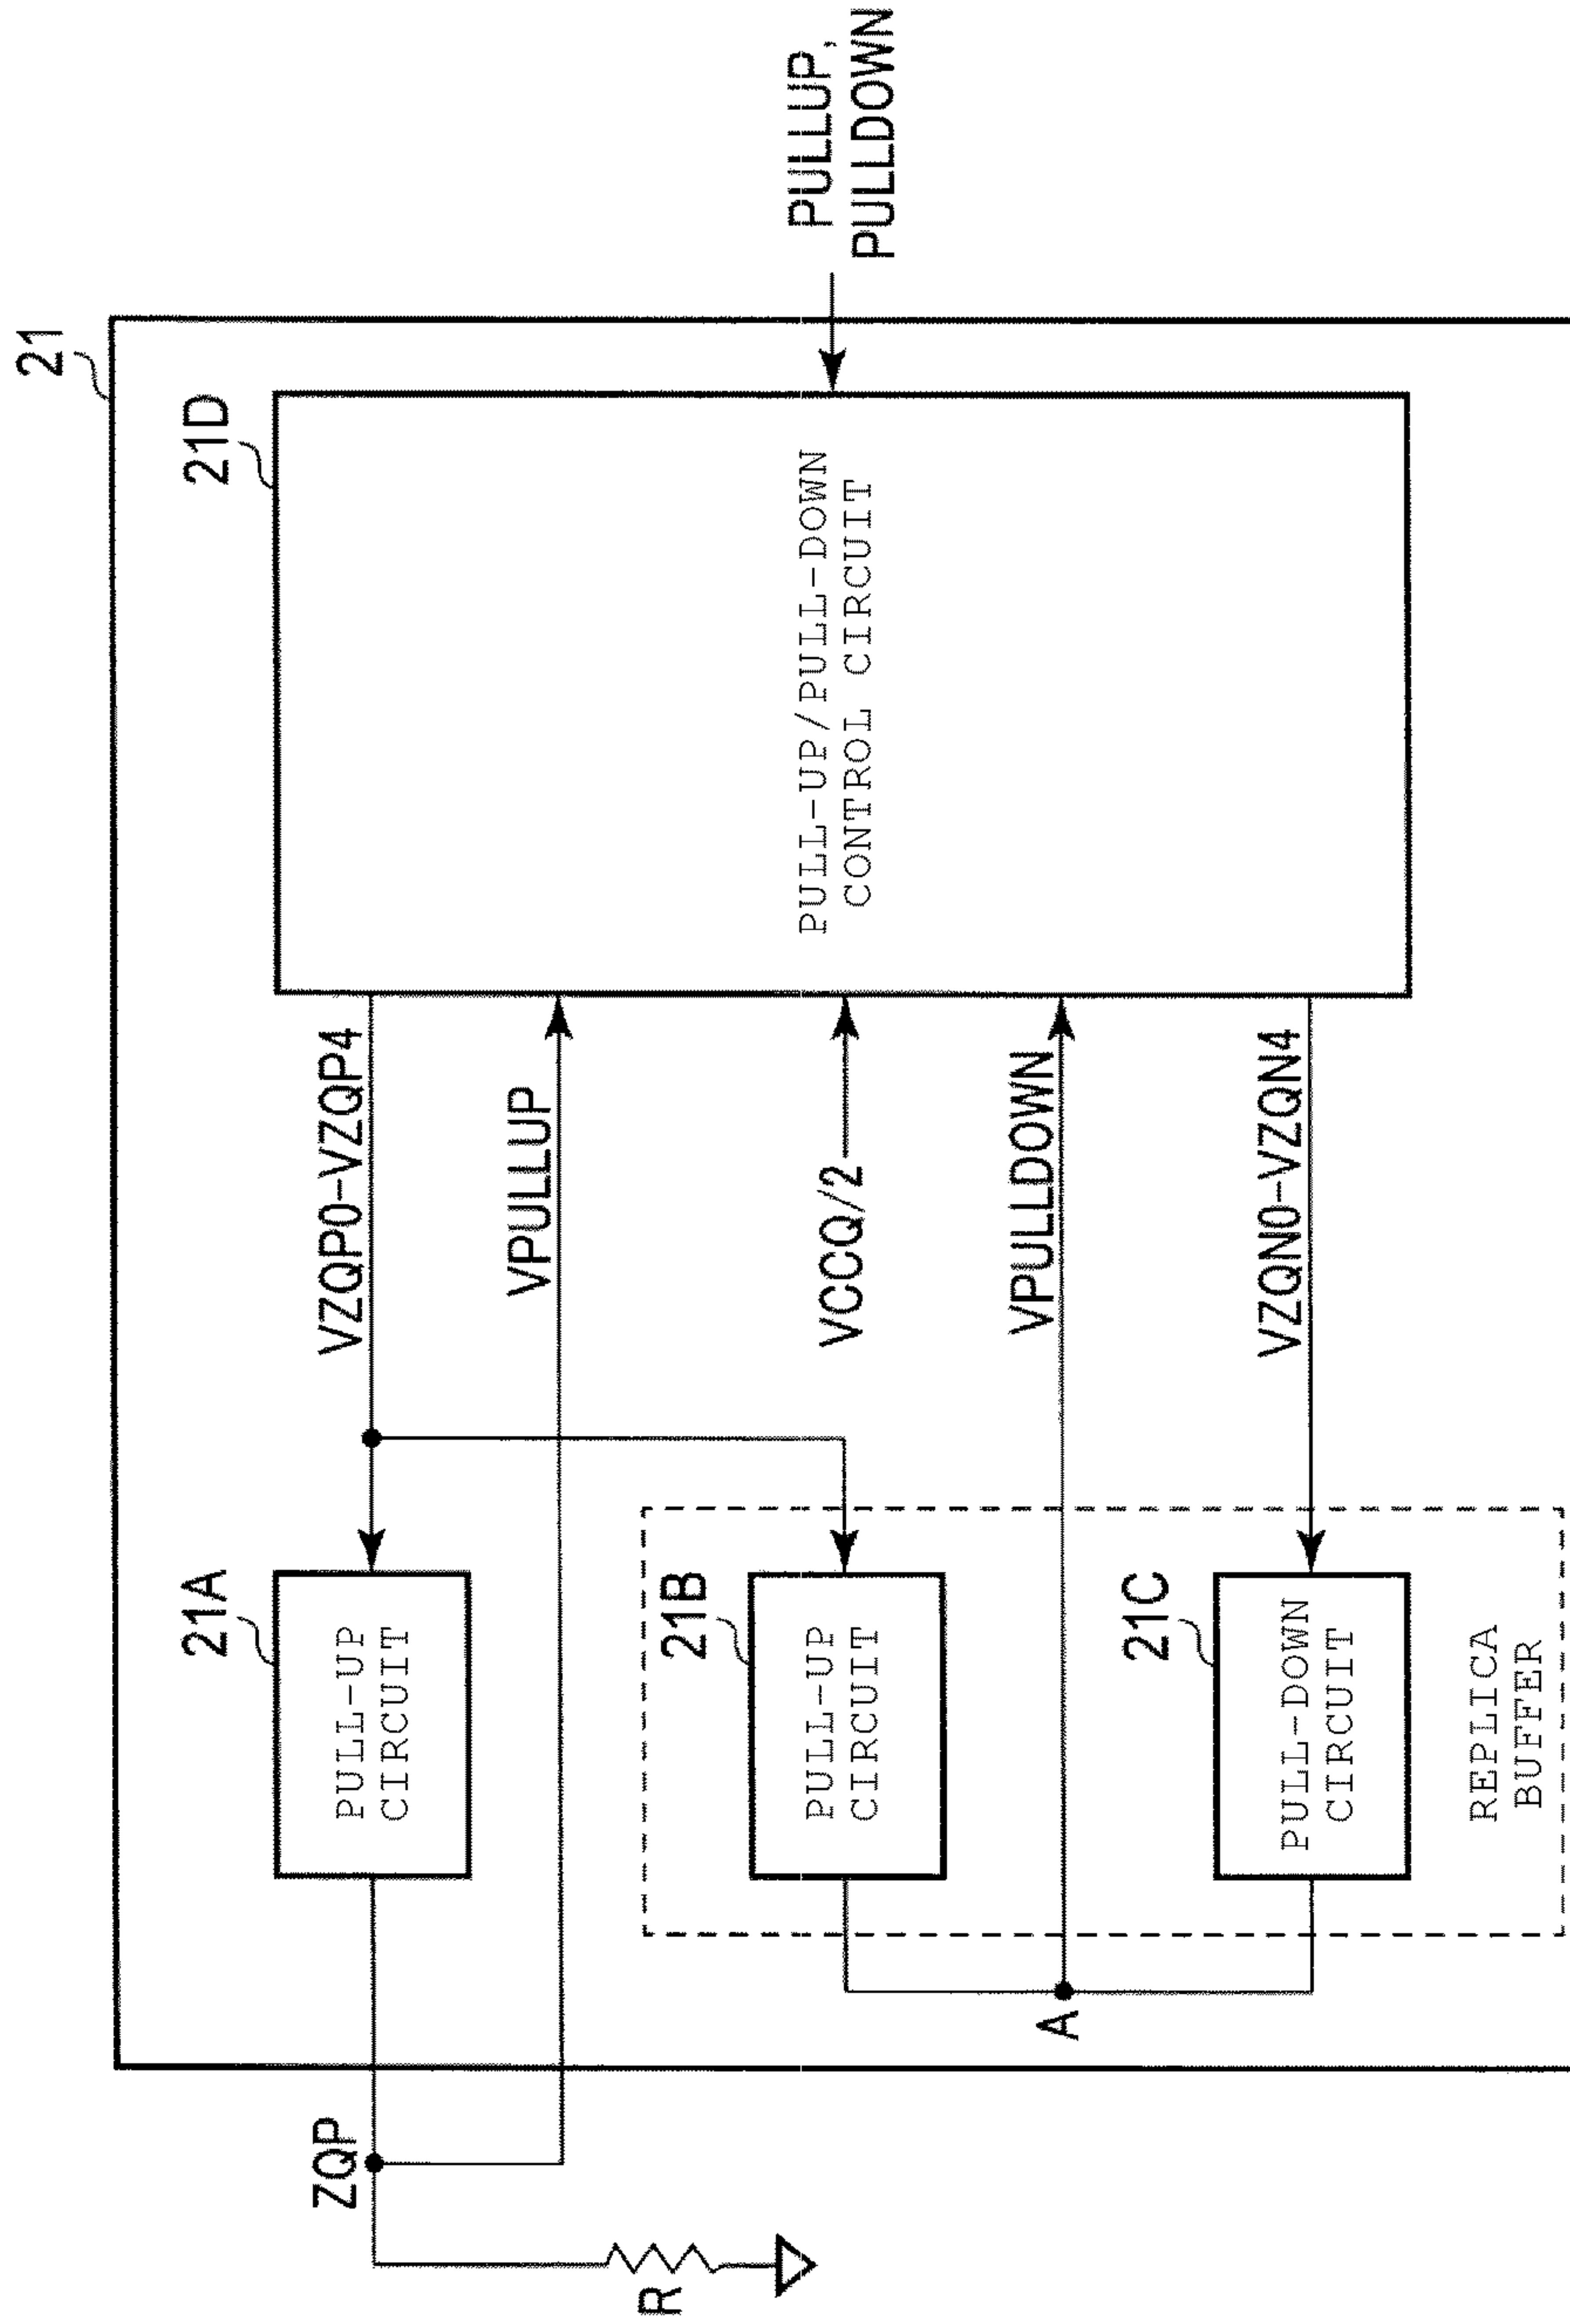 21
21D
PULLUP,
PULLDOWN
PULL-UP/PULL-DOWN
CONTROL CIRCUIT
VZQP0-VZQP4
VPULLUP
VCCQ/2
VPULLDOWN
VZQN0-VZQN4
21A
PULL-UP
CIRCUIT
21B
PULL-UP
CIRCUIT
21C
PULL-DOWN
CIRCUIT
REPLICA
BUFFER
A
ZQP
R